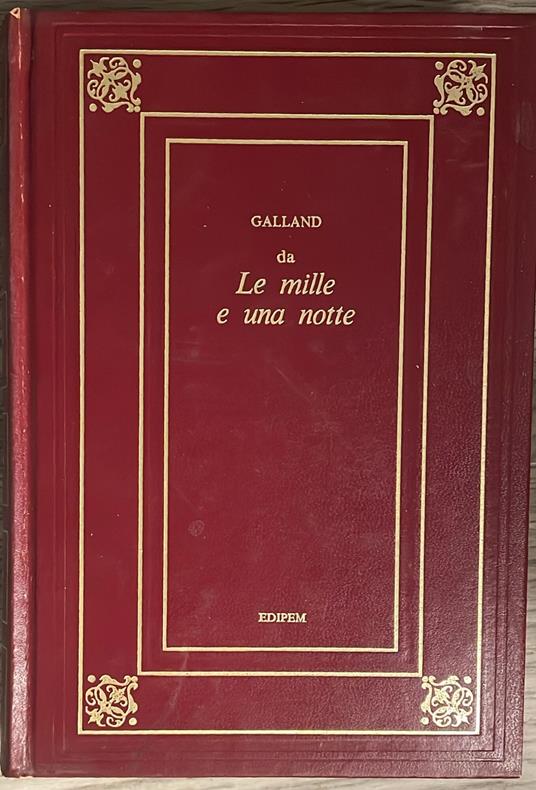 GALLAND
da
Le mille
e una notte
EDIPEM